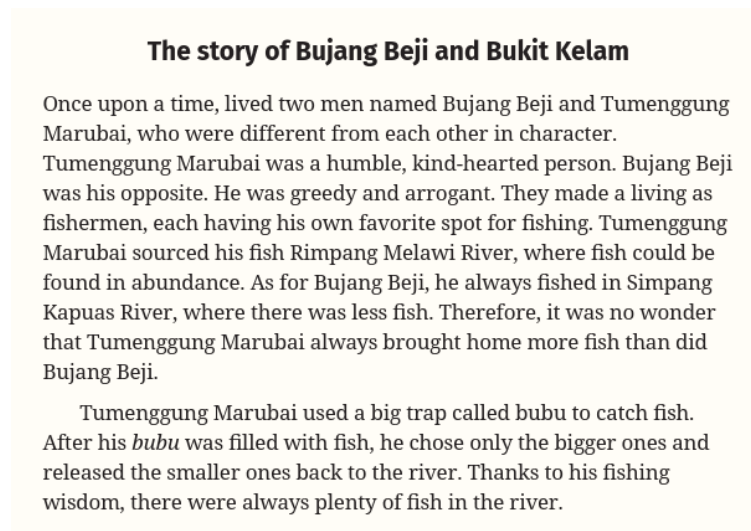 The story of Bujang Beji and Bukit Kelam
Once upon a time, lived two men named Bujang Beji and Tumenggung
Marubai, who were different from each other in character.
Tumenggung Marubai was a humble, kind-hearted person. Bujang Beji
was his opposite. He was greedy and arrogant. They made a living as
fishermen, each having his own favorite spot for fishing. Tumenggung
Marubai sourced his fish Rimpang Melawi River, where fish could be
found in abundance. As for Bujang Beji, he always fished in Simpang
Kapuas River, where there was less fish. Therefore, it was no wonder
that Tumenggung Marubai always brought home more fish than did
Bujang Beji.
Tumenggung Marubai used a big trap called bubu to catch fish.
After his bubu was filled with fish, he chose only the bigger ones and
released the smaller ones back to the river. Thanks to his fishing
wisdom, there were always plenty of fish in the river.